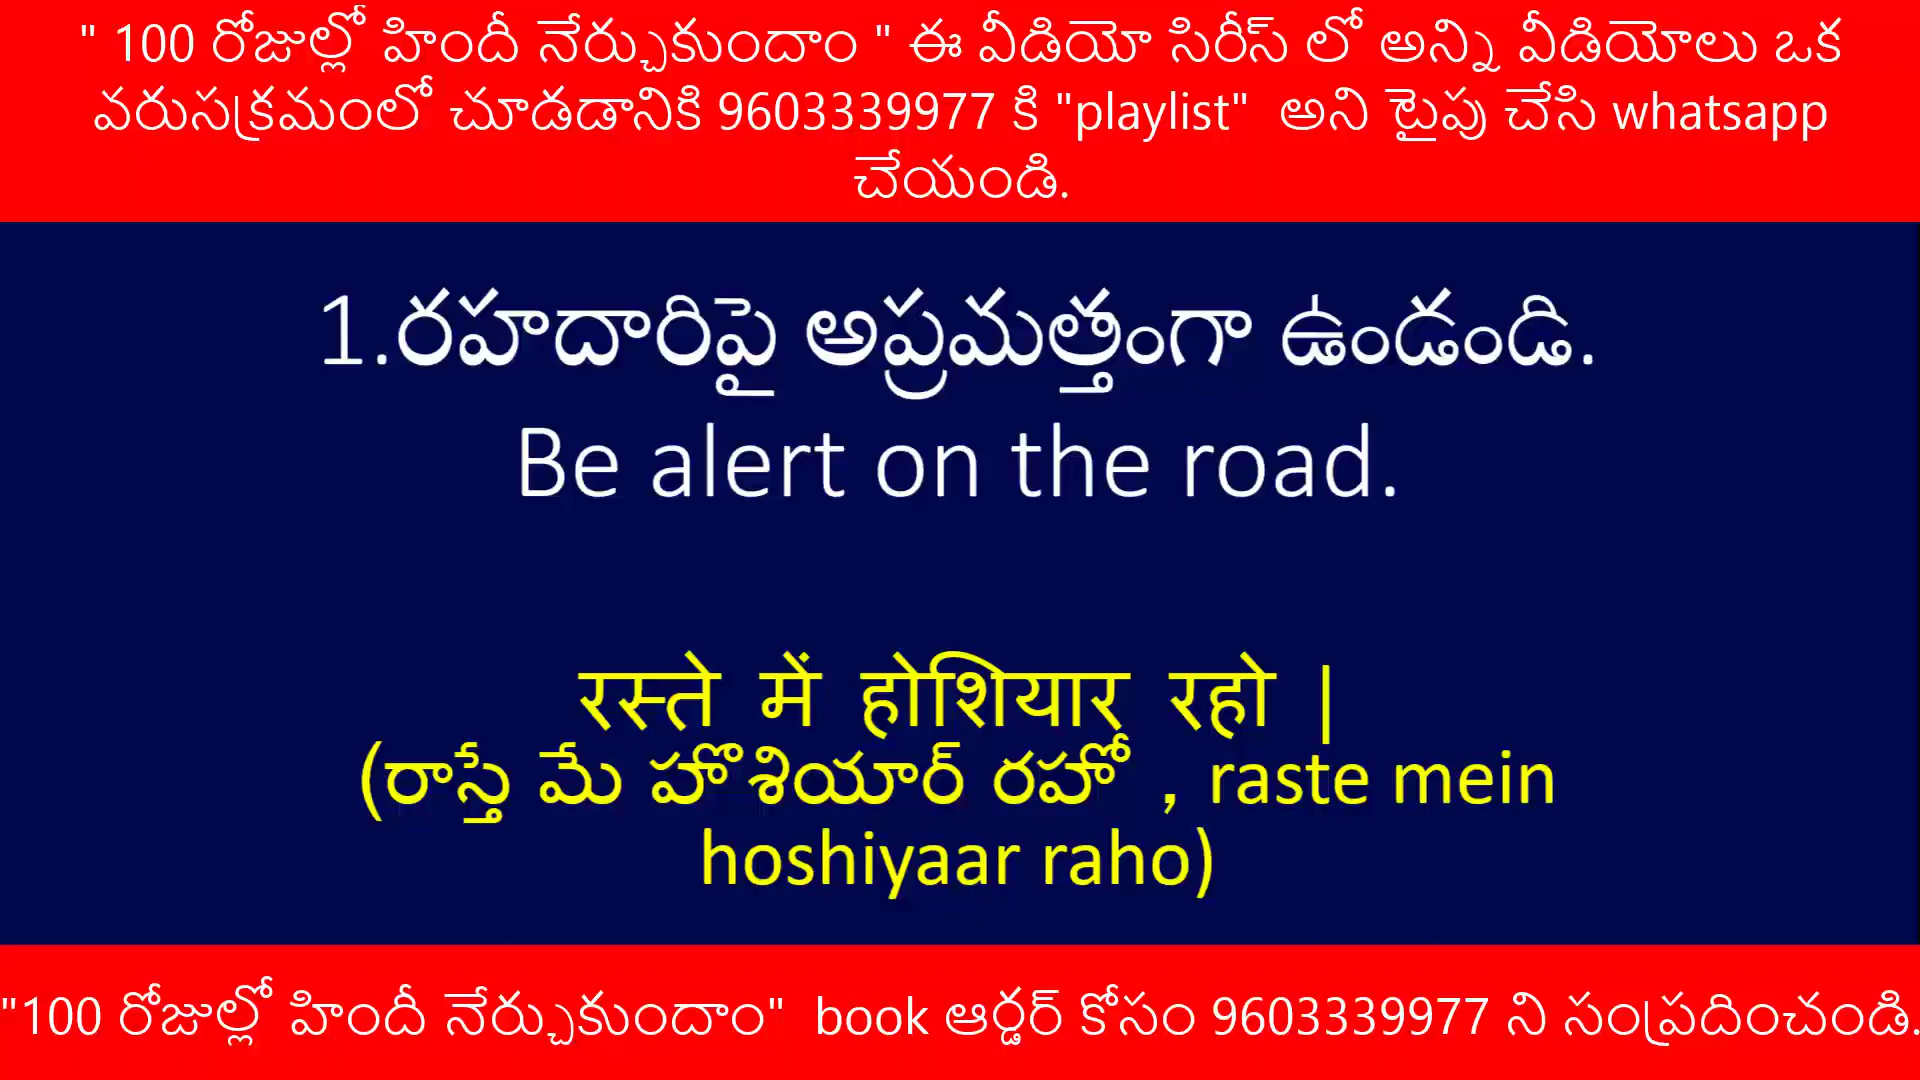 " 100 రోజుల్లో హిందీ నేర్చుకుందాం " ఈ వీడియో సిరీస్ లో అన్ని వీడియోలు ఒక
వరుసక్రమంలో చూడడానికి 9603339977 కి "playlist" అని టైపు చేసి whatsapp
చేయండి.
1.రహదారిపై అప్రమత్తంగా ఉండండి.
Be alert on the road.
रस्ते में होशियार रहो |
(రాస్తే మే హొశియార్ రహో , raste mein
hoshiyaar raho)
"100 రోజుల్లో హిందీ నేర్చుకుందాం" book ఆర్డర్ కోసం 9603339977 ని సంప్రదించండి.